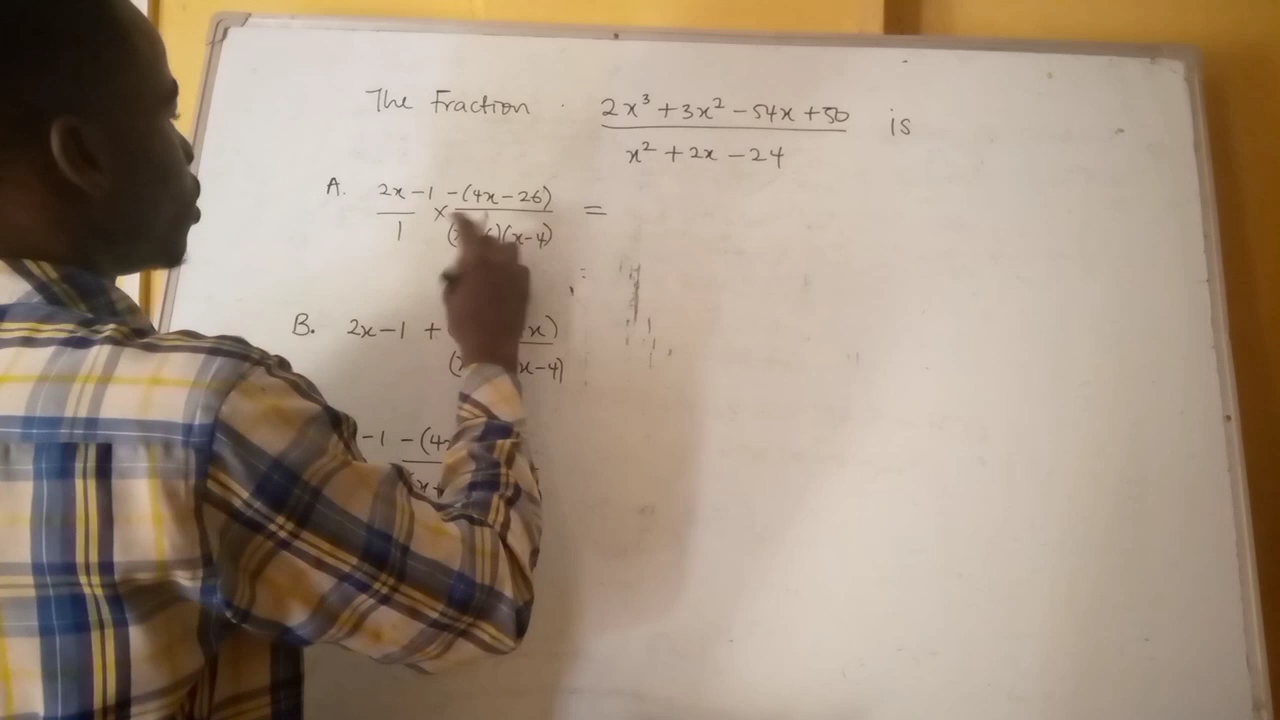 The Fraction 2x³ + 3x² - 54x + 50 is
x² + 2x - 24
A. 2x - 1 -(4x - 26) =
1 × (x-4)
B. 2x - 1 + x)
(x x-4)
-1 -(4x
(x+